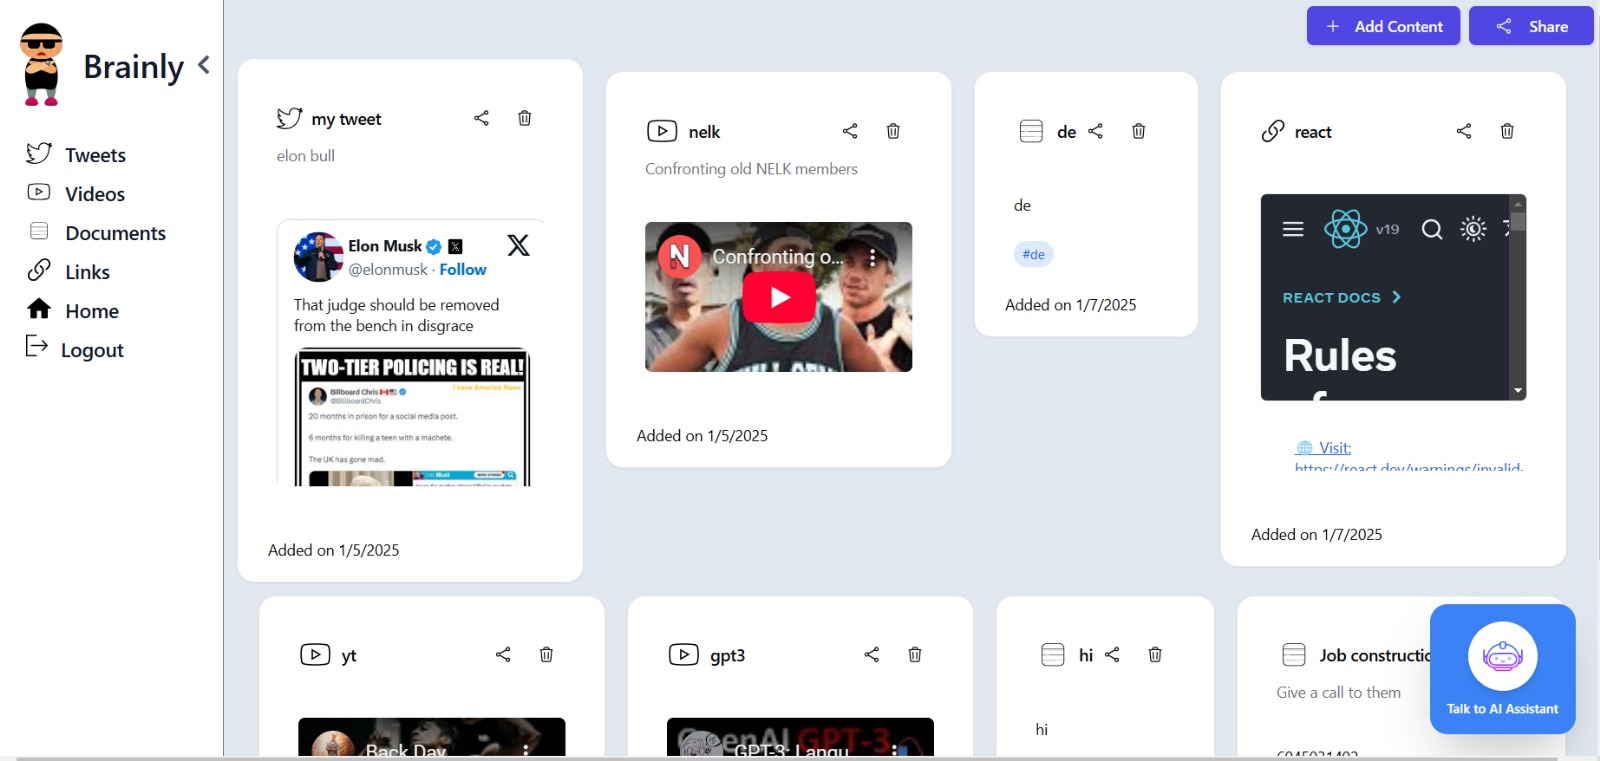 Add Content
Share
Brainly
Tweets
Videos
Documents
Links
Home
Logout
my tweet
elon bull
Elon Musk
@elonmusk · Follow
That judge should be removed
from the bench in disgrace
TWO-TIER POLICING IS REAL!
I Love America News
Billboard Chris
@BillboardChris
20 months in prison for a social media post.
6 months for killing a teen with a machete.
The UK has gone mad.
Added on 1/5/2025
nelk
Confronting old NELK members
N
Confronting o...
Added on 1/5/2025
de
de
#de
Added on 1/7/2025
react
v19
REACT DOCS
Rules
Visit:
https://react.dev/warnings/invalid-
Added on 1/7/2025
yt
Back Day
gpt3
OpenAI GPT-3
GPT-3: Langu
hi
hi
Job constructio
Give a call to them
Talk to AI Assistant